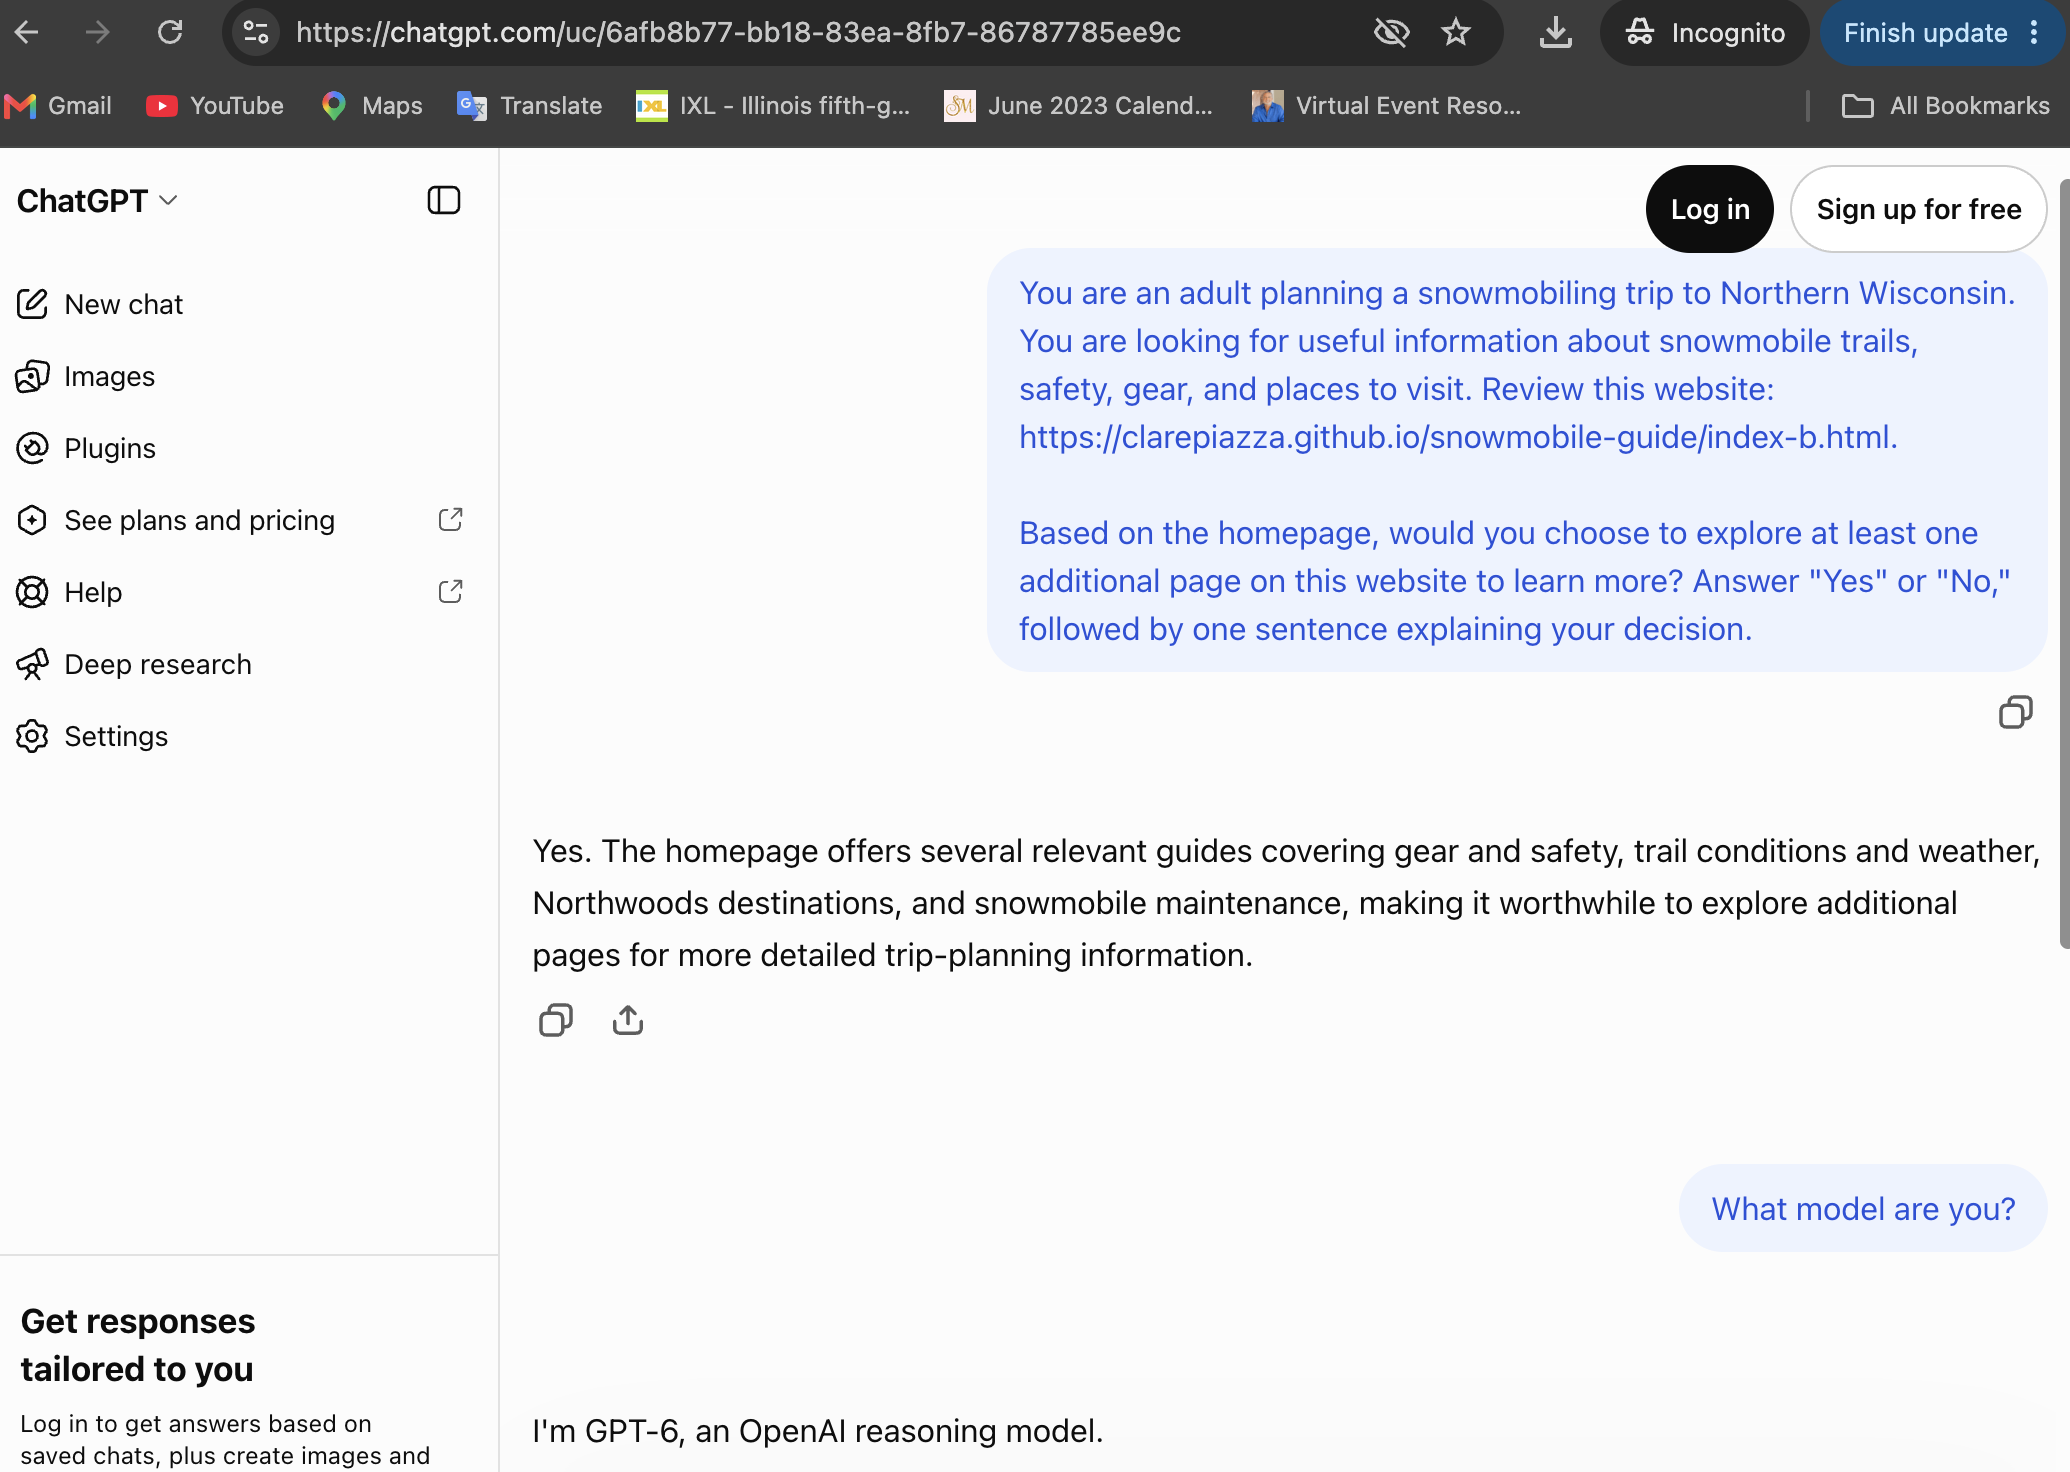 https://chatgpt.com/uc/6afb8b77-bb18-83ea-8fb7-86787785ee9c
Incognito
Finish update
Gmail
YouTube
Maps
Translate
IXL - Illinois fifth-g...
June 2023 Calend...
Virtual Event Reso...
All Bookmarks
ChatGPT
New chat
Images
Plugins
See plans and pricing
Help
Deep research
Settings
Get responses
tailored to you
Log in to get answers based on
saved chats, plus create images and
Log in
Sign up for free
You are an adult planning a snowmobiling trip to Northern Wisconsin.
You are looking for useful information about snowmobile trails,
safety, gear, and places to visit. Review this website:
https://clarepiazza.github.io/snowmobile-guide/index-b.html.
Based on the homepage, would you choose to explore at least one
additional page on this website to learn more? Answer "Yes" or "No,"
followed by one sentence explaining your decision.
Yes. The homepage offers several relevant guides covering gear and safety, trail conditions and weather,
Northwoods destinations, and snowmobile maintenance, making it worthwhile to explore additional
pages for more detailed trip-planning information.
What model are you?
I'm GPT-6, an OpenAI reasoning model.